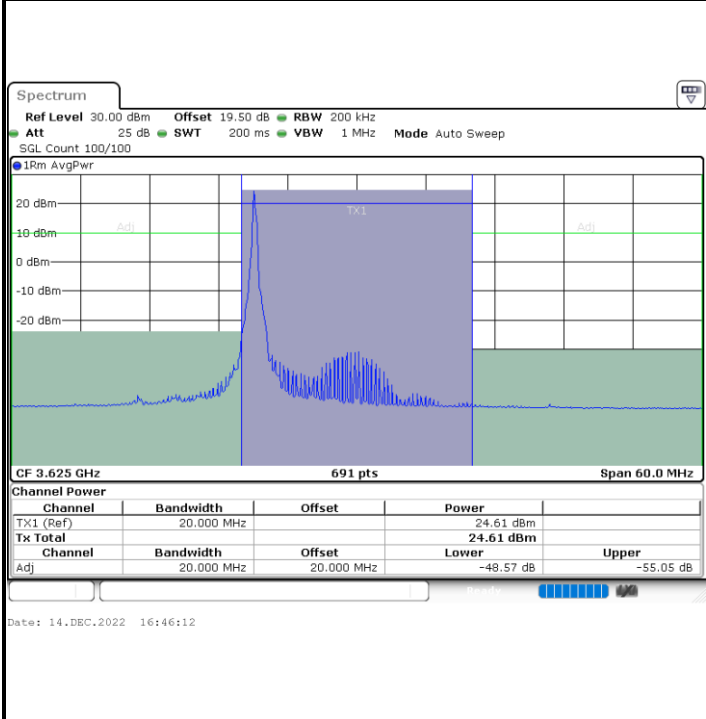 Spectrum
Ref Level 30.00 dBm Offset 19.50 dB RBW 200 kHz
Att 25 dB SWT 200 ms VBW 1 MHz Mode Auto Sweep
SGL Count 100/100
1Rm AvgPwr
TX1
20 dBm
Adj Adj
10 dBm
0 dBm
-10 dBm
-20 dBm
CF 3.625 GHz 691 pts Span 60.0 MHz
Channel Power
Channel Bandwidth Offset Power
TX1 (Ref) 20.000 MHz 24.61 dBm
Tx Total 24.61 dBm
Channel Bandwidth Offset Lower Upper
Adj 20.000 MHz 20.000 MHz -48.57 dB -55.05 dB
Ready
Date: 14.DEC.2022 16:46:12